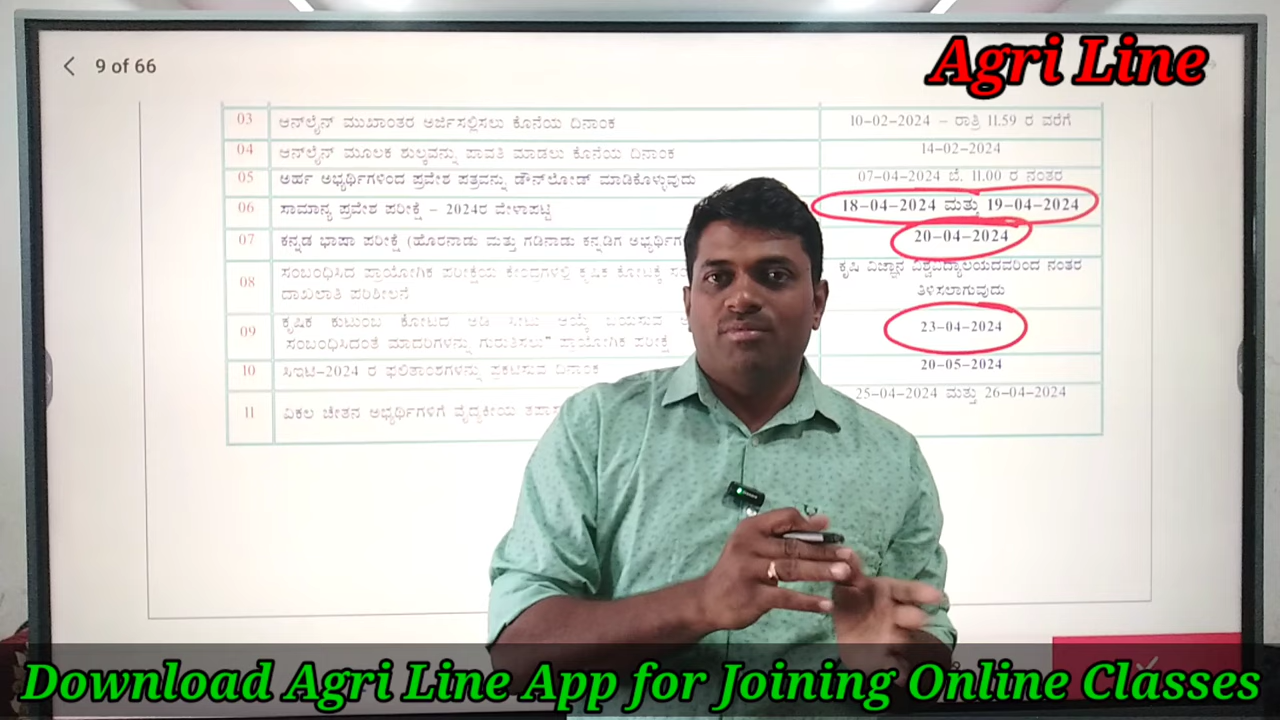 Agri Line
9 of 66
03 ಆನ್‌ಲೈನ್ ಮುಖಾಂತರ ಅರ್ಜಿಸಲ್ಲಿಸಲು ಕೊನೆಯ ದಿನಾಂಕ 10-02-2024 – ರಾತ್ರಿ 11.59 ರ ವರೆಗೆ
04 ಆನ್‌ಲೈನ್ ಮೂಲಕ ಶುಲ್ಕವನ್ನು ಪಾವತಿ ಮಾಡಲು ಕೊನೆಯ ದಿನಾಂಕ 14-02-2024
05 ಅರ್ಹ ಅಭ್ಯರ್ಥಿಗಳಿಂದ ಪ್ರವೇಶ ಪತ್ರವನ್ನು ಡೌನ್‌ಲೋಡ್ ಮಾಡಿಕೊಳ್ಳುವುದು 07-04-2024 ಬೆ. 11.00 ರ ನಂತರ
06 ಸಾಮಾನ್ಯ ಪ್ರವೇಶ ಪರೀಕ್ಷೆ – 2024ರ ವೇಳಾಪಟ್ಟಿ 18-04-2024 ಮತ್ತು 19-04-2024
07 ಕನ್ನಡ ಭಾಷಾ ಪರೀಕ್ಷೆ (ಹೊರನಾಡು ಮತ್ತು ಗಡಿನಾಡು ಕನ್ನಡಿಗ 20-04-2024
08 ಸಂಬಂಧಿಸಿದ ಪ್ರಾಯೋಗಿಕ ಪರೀಕ್ಷೆಯ ಕೇಂದ್ರಗಳಲ್ಲಿ ಕೃಷಿಕ ಕೋಟಕ್ಕೆ ಕೃಷಿ ವಿಜ್ಞಾನ ವಿಶ್ವವಿದ್ಯಾಲಯದವರಿಂದ ನಂತರ
ದಾಖಲಾತಿ ಪರಿಶೀಲನೆ ತಿಳಿಸಲಾಗುವುದು
09 ಕೃಷಿಕ ಕುಟುಂಬ ಕೋಟದ ಅಡಿ ಸೀಟು 23-04-2024
ಸಂಬಂಧಿಸಿದಂತೆ ಮಾದರಿಗಳನ್ನು ಗುರುತಿಸಲು" ಪ್ರಾಯೋಗಿಕ ಪರೀಕ್ಷೆ
10 ಸಿಇಟಿ-2024 ರ ಫಲಿತಾಂಶಗಳನ್ನು ಪ್ರಕಟಿಸುವ ದಿನಾಂಕ 20-05-2024
11 ವಿಕಲ ಚೇತನ ಅಭ್ಯರ್ಥಿಗಳಿಗೆ ವೈದ್ಯಕೀಯ 25-04-2024 ಮತ್ತು 26-04-2024
Download Agri Line App for Joining Online Classes